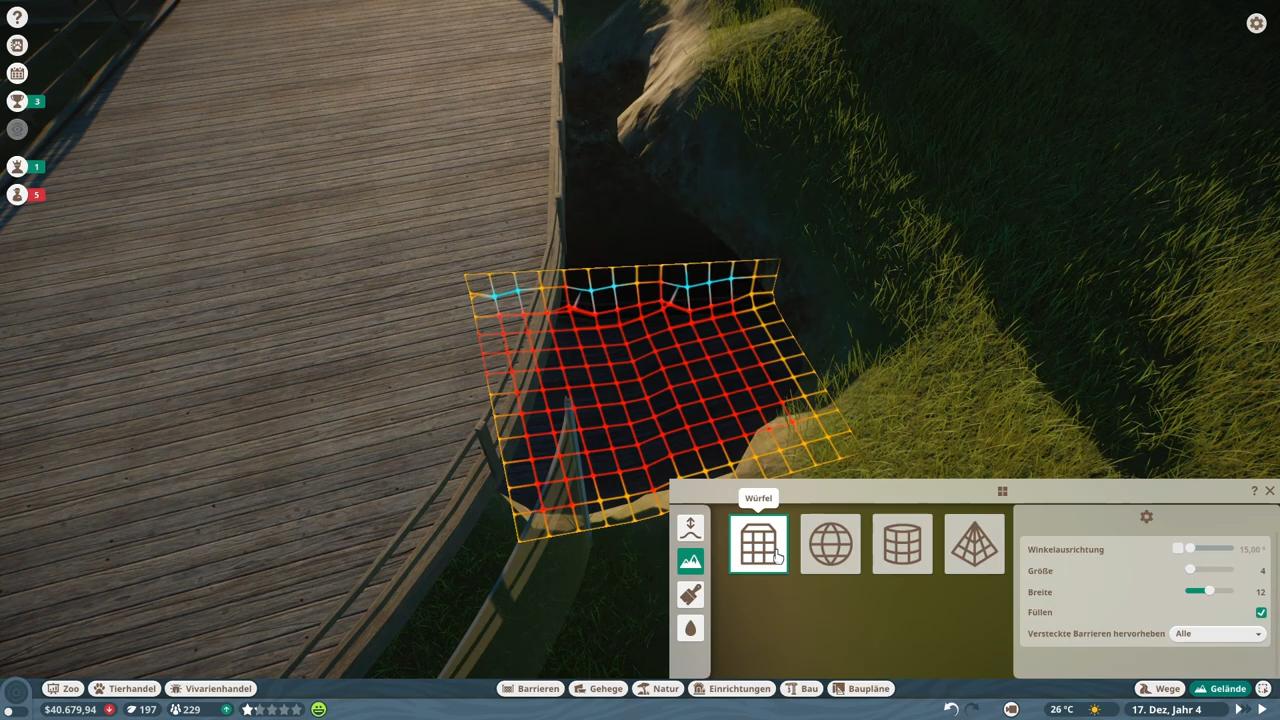 ?
3
1
5
Würfel
?
Winkelausrichtung 15,00 °
Größe 4
Breite 12
Füllen
Versteckte Barrieren hervorheben Alle
Zoo Tierhandel Vivarienhandel Barrieren Gehege Natur Einrichtungen Bau Baupläne Wege Gelände
$40.679,94 197 229 26 °C 17. Dez, Jahr 4